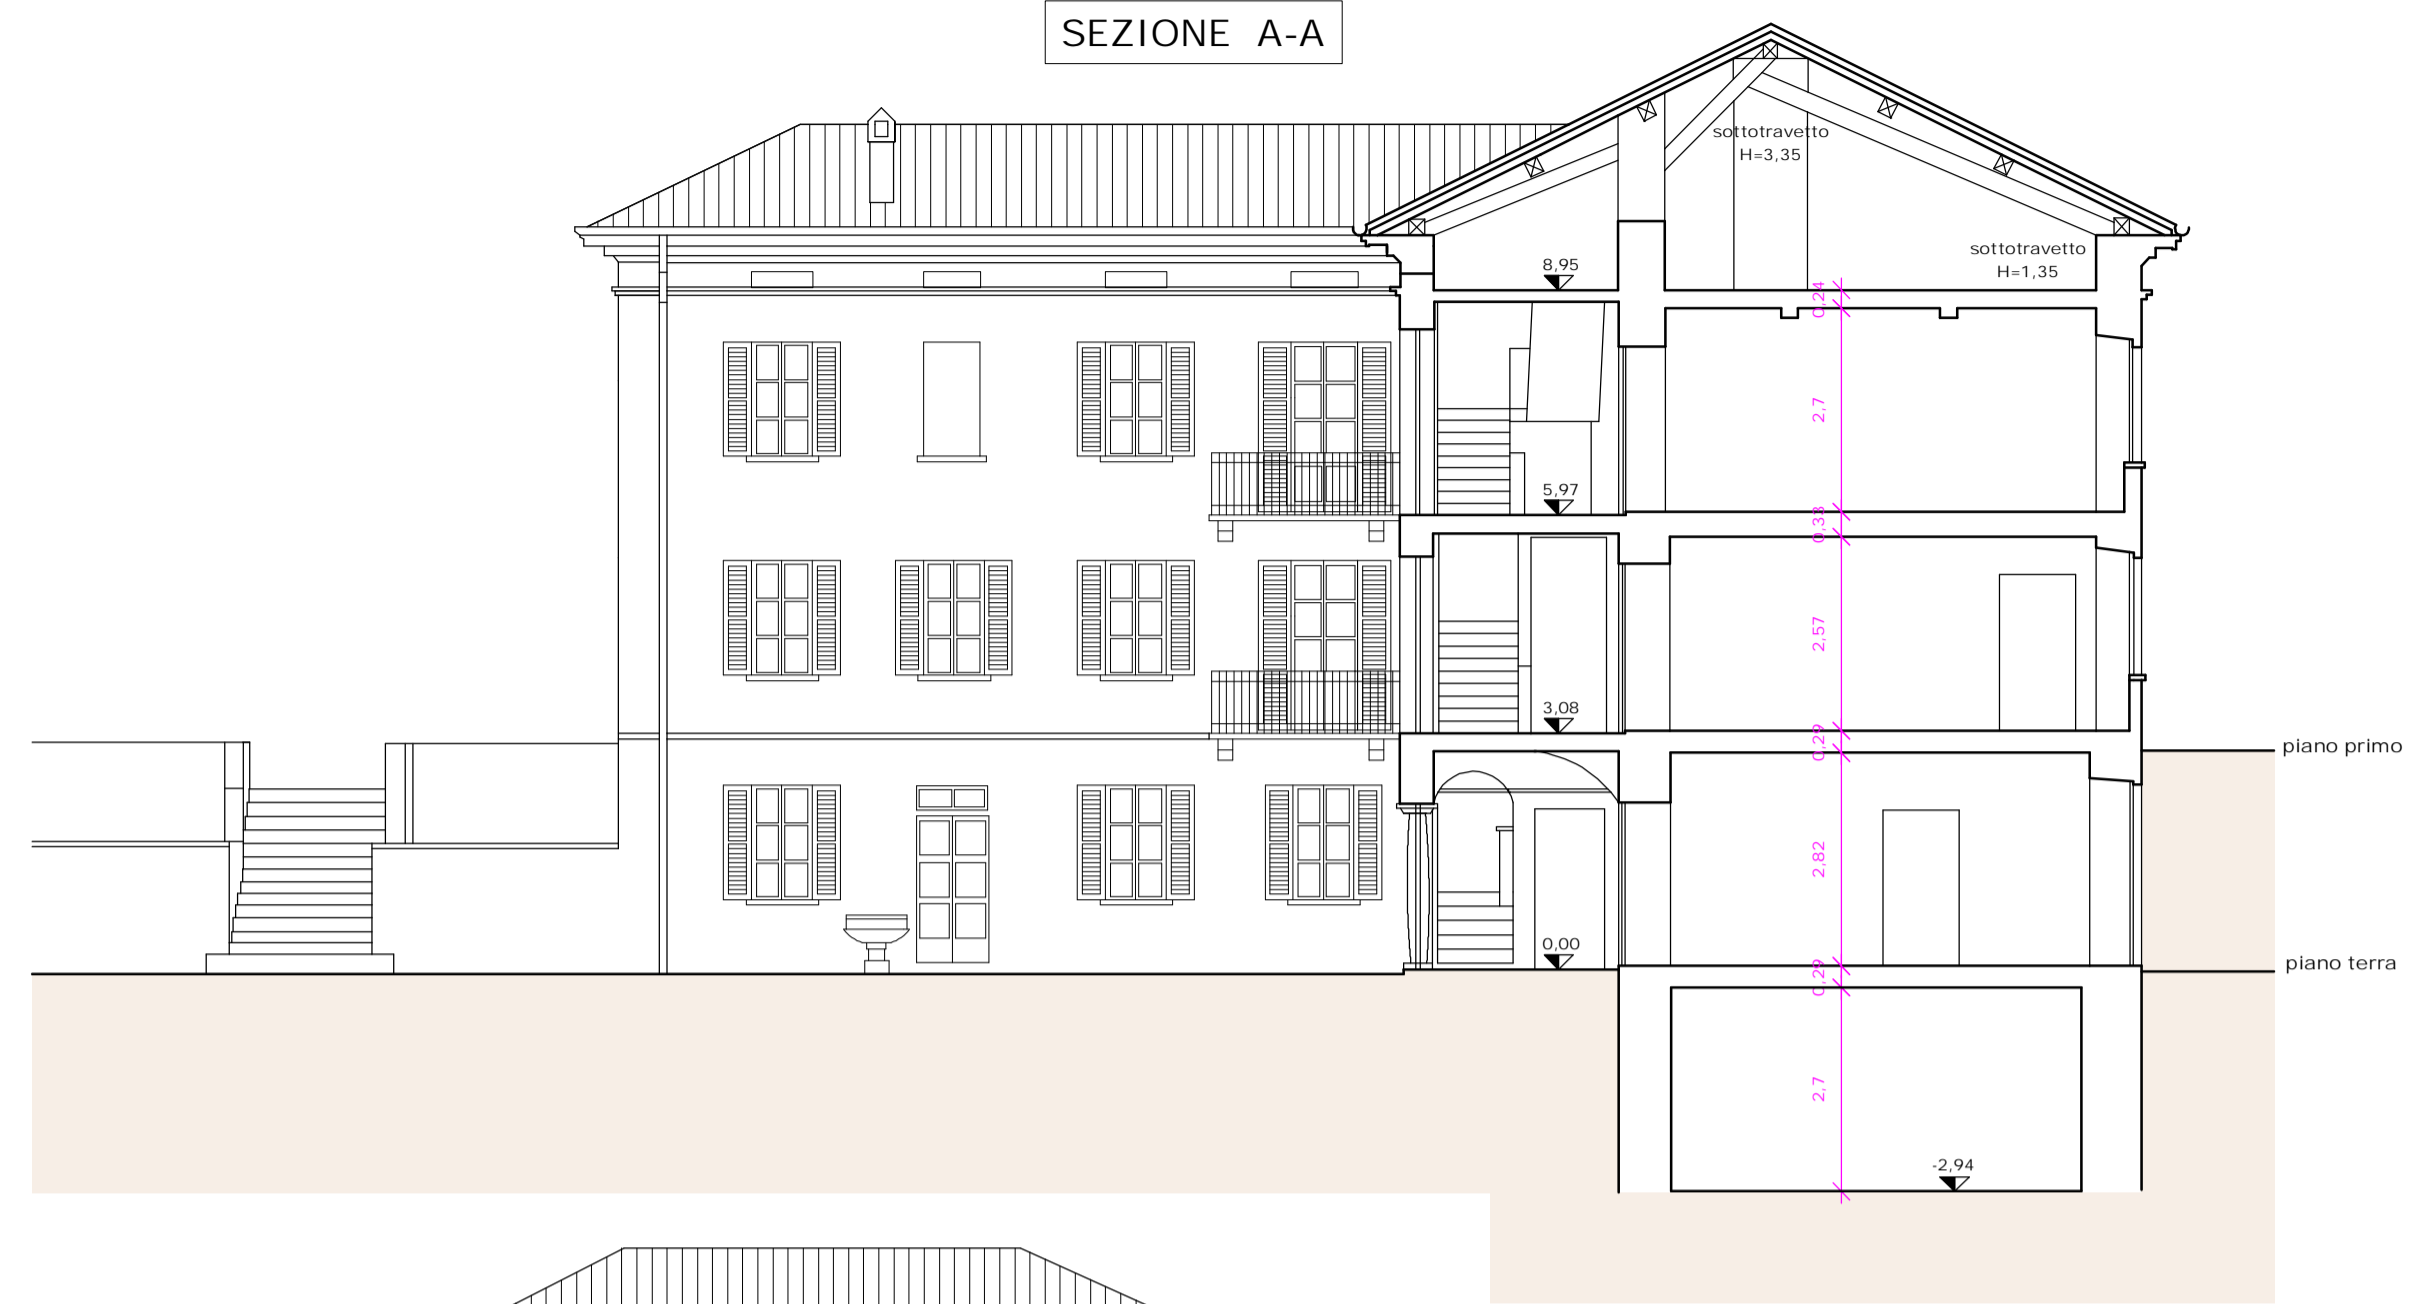 SEZIONE A-A
sottotravetto
H=3,35
sottotravetto
H=1,35
8,95
0,24
2,7
5,97
0,33
2,57
3,08
0,29
piano primo
2,82
0,00
0,29
piano terra
2,7
-2,94